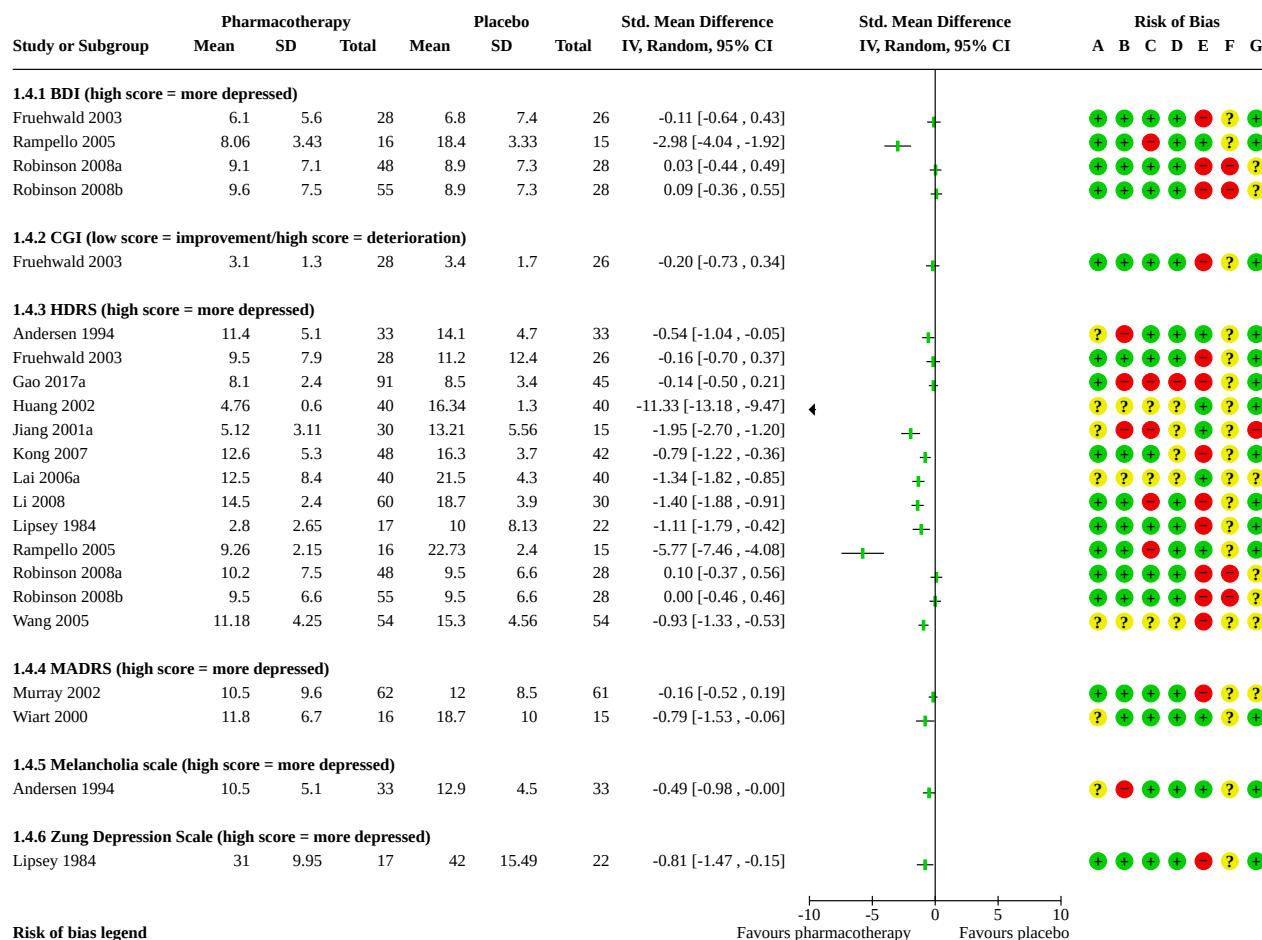 Pharmacotherapy Placebo Std. Mean Difference Std. Mean Difference Risk of Bias
Study or Subgroup Mean SD Total Mean SD Total IV, Random, 95% CI IV, Random, 95% CI A B C D E F G
1.4.1 BDI (high score = more depressed)
Fruehwald 2003 6.1 5.6 28 6.8 7.4 26 -0.11 [-0.64 , 0.43] + + + + − ? +
Rampello 2005 8.06 3.43 16 18.4 3.33 15 -2.98 [-4.04 , -1.92] + + − + + ? +
Robinson 2008a 9.1 7.1 48 8.9 7.3 28 0.03 [-0.44 , 0.49] + + + + − − ?
Robinson 2008b 9.6 7.5 55 8.9 7.3 28 0.09 [-0.36 , 0.55] + + + + − − ?
1.4.2 CGI (low score = improvement/high score = deterioration)
Fruehwald 2003 3.1 1.3 28 3.4 1.7 26 -0.20 [-0.73 , 0.34] + + + + − ? +
1.4.3 HDRS (high score = more depressed)
Andersen 1994 11.4 5.1 33 14.1 4.7 33 -0.54 [-1.04 , -0.05] ? − + + + ? +
Fruehwald 2003 9.5 7.9 28 11.2 12.4 26 -0.16 [-0.70 , 0.37] + + + + − ? +
Gao 2017a 8.1 2.4 91 8.5 3.4 45 -0.14 [-0.50 , 0.21] + − − − − ? +
Huang 2002 4.76 0.6 40 16.34 1.3 40 -11.33 [-13.18 , -9.47] ? ? ? ? + ? +
Jiang 2001a 5.12 3.11 30 13.21 5.56 15 -1.95 [-2.70 , -1.20] ? − − ? + ? −
Kong 2007 12.6 5.3 48 16.3 3.7 42 -0.79 [-1.22 , -0.36] + + + ? − ? +
Lai 2006a 12.5 8.4 40 21.5 4.3 40 -1.34 [-1.82 , -0.85] ? ? ? ? + ? ?
Li 2008 14.5 2.4 60 18.7 3.9 30 -1.40 [-1.88 , -0.91] + + − + − ? +
Lipsey 1984 2.8 2.65 17 10 8.13 22 -1.11 [-1.79 , -0.42] + + + + − ? +
Rampello 2005 9.26 2.15 16 22.73 2.4 15 -5.77 [-7.46 , -4.08] + + − + + ? +
Robinson 2008a 10.2 7.5 48 9.5 6.6 28 0.10 [-0.37 , 0.56] + + + + − − ?
Robinson 2008b 9.5 6.6 55 9.5 6.6 28 0.00 [-0.46 , 0.46] + + + + − − ?
Wang 2005 11.18 4.25 54 15.3 4.56 54 -0.93 [-1.33 , -0.53] ? ? ? ? − ? ?
1.4.4 MADRS (high score = more depressed)
Murray 2002 10.5 9.6 62 12 8.5 61 -0.16 [-0.52 , 0.19] + + + + − ? ?
Wiart 2000 11.8 6.7 16 18.7 10 15 -0.79 [-1.53 , -0.06] ? + + + + ? +
1.4.5 Melancholia scale (high score = more depressed)
Andersen 1994 10.5 5.1 33 12.9 4.5 33 -0.49 [-0.98 , -0.00] ? − + + + ? +
1.4.6 Zung Depression Scale (high score = more depressed)
Lipsey 1984 31 9.95 17 42 15.49 22 -0.81 [-1.47 , -0.15] + + + + − ? +
-10 -5 0 5 10
Favours pharmacotherapy Favours placebo
Risk of bias legend